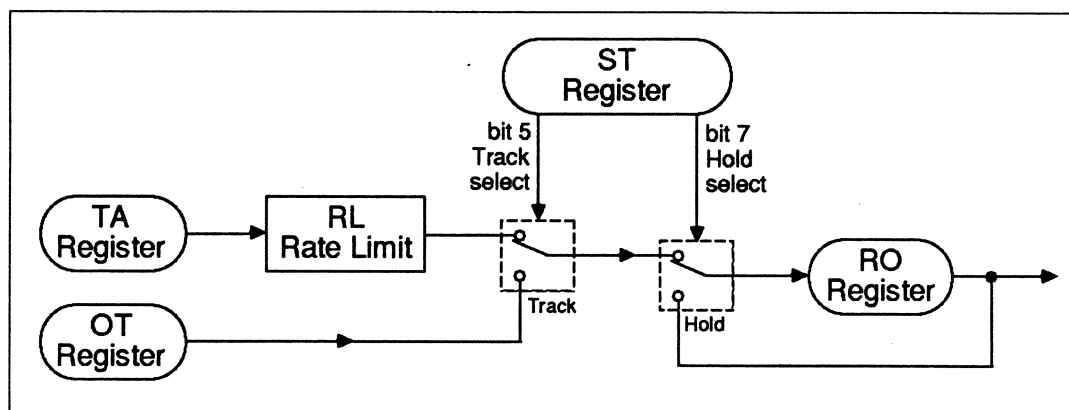 ST
Register
bit 5
Track
select
bit 7
Hold
select
TA
Register
RL
Rate Limit
Track
Hold
RO
Register
OT
Register